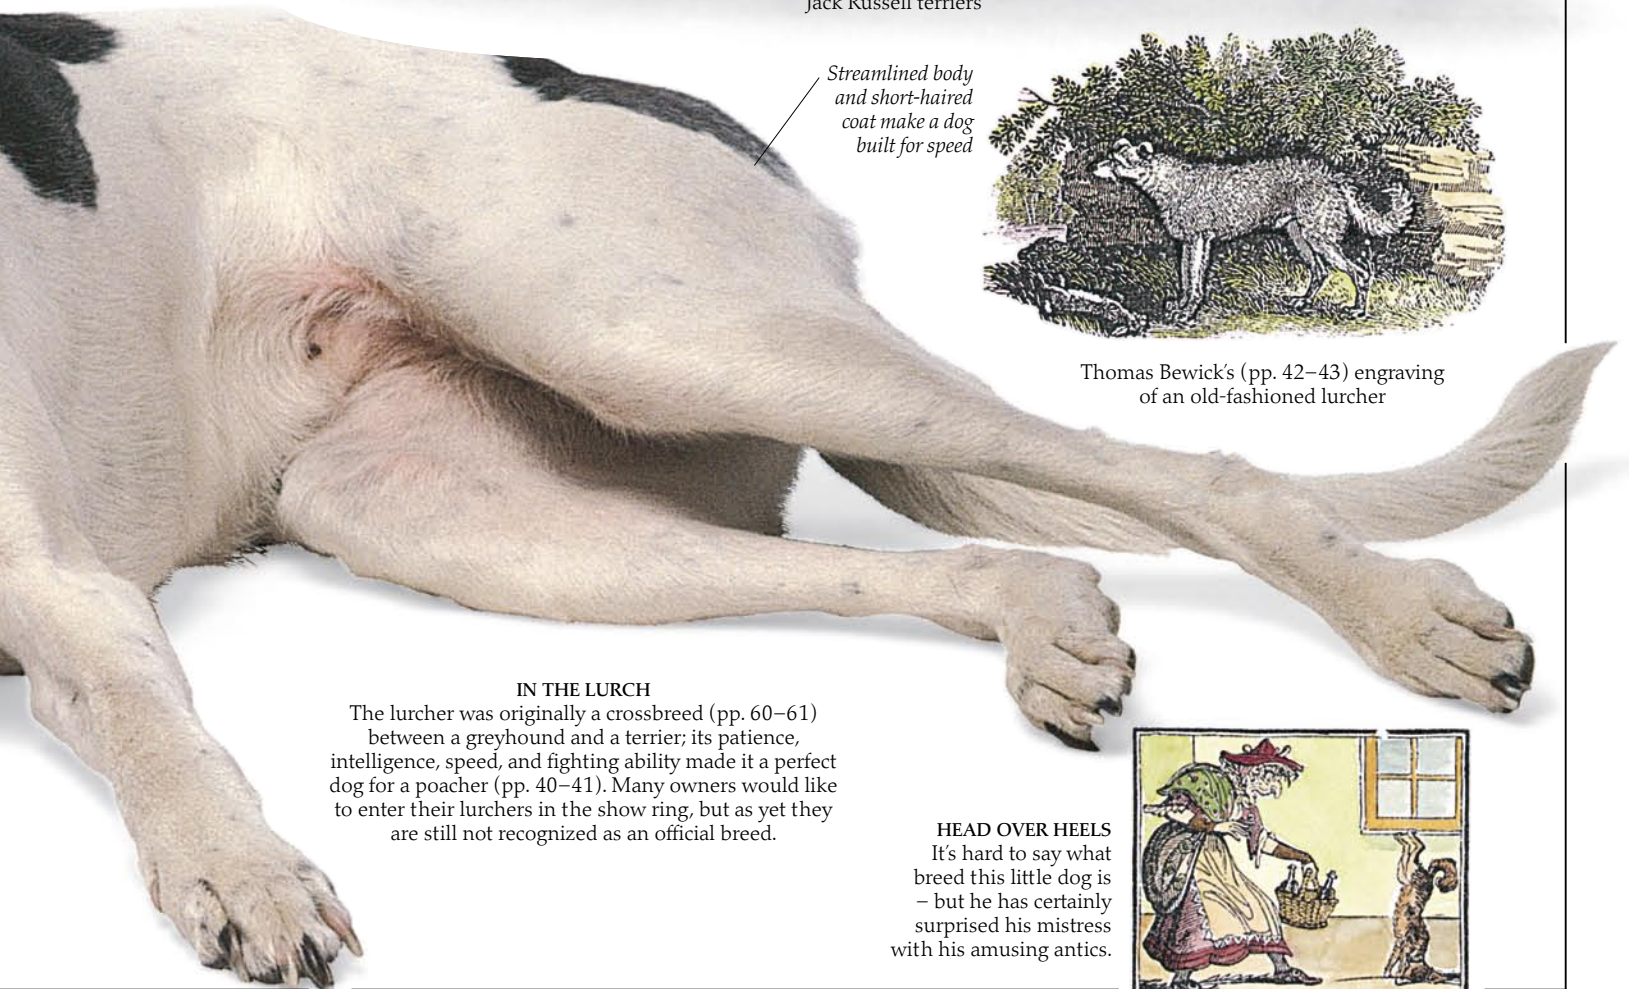 Jack Russell terriers
Streamlined body
and short-haired
coat make a dog
built for speed
Thomas Bewick’s (pp. 42–43) engraving
of an old-fashioned lurcher
IN THE LURCH
The lurcher was originally a crossbreed (pp. 60–61)
between a greyhound and a terrier; its patience,
intelligence, speed, and fighting ability made it a perfect
dog for a poacher (pp. 40–41). Many owners would like
to enter their lurchers in the show ring, but as yet they
are still not recognized as an official breed.
HEAD OVER HEELS
It’s hard to say what
breed this little dog is
– but he has certainly
surprised his mistress
with his amusing antics.